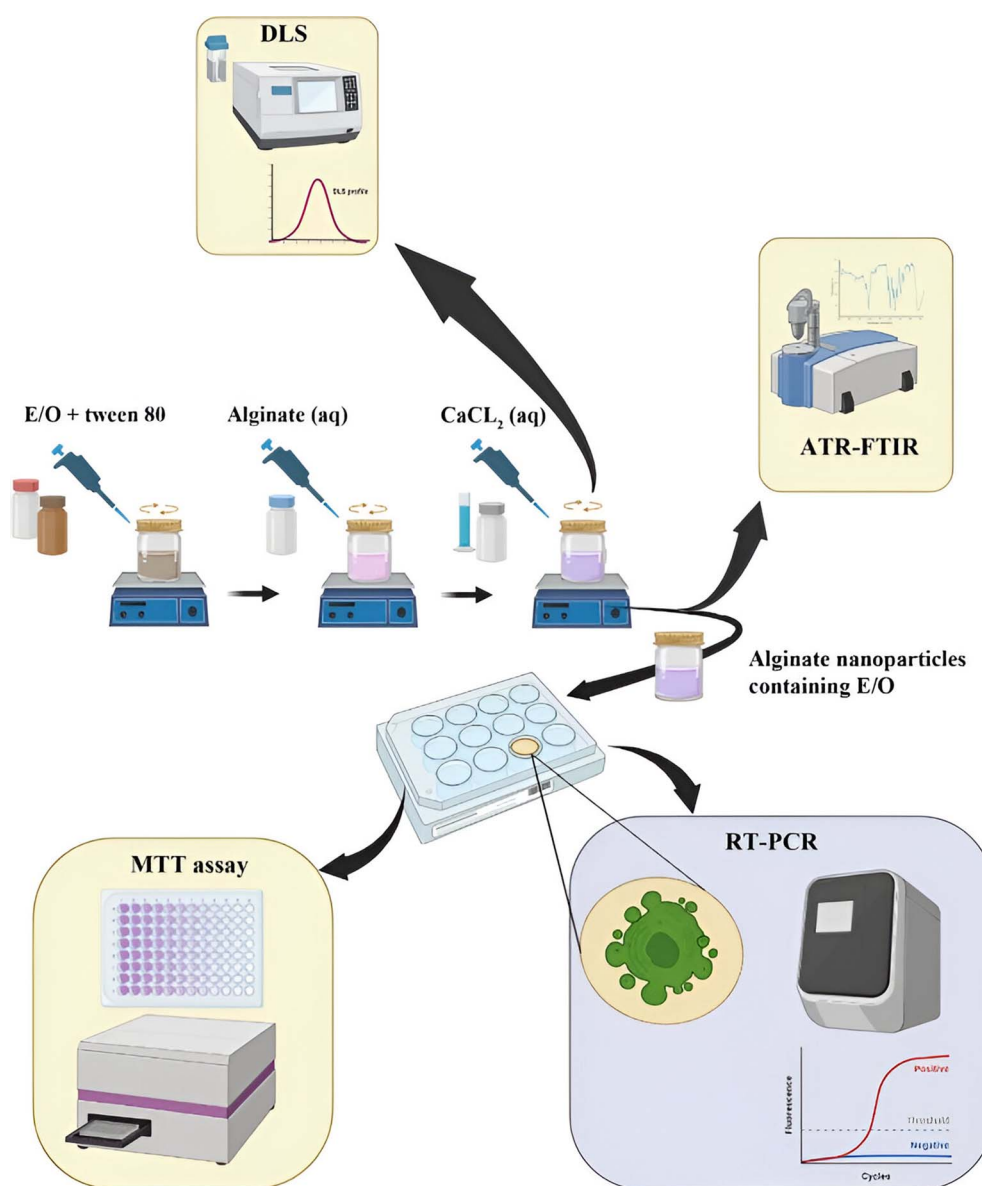 DLS
DLS profile
ATR-FTIR
E/O + tween 80
Alginate (aq)
CaCL₂ (aq)
Alginate nanoparticles
containing E/O
MTT assay
RT-PCR
Fluorescence
Positive
Threshold
Negative
Cycles